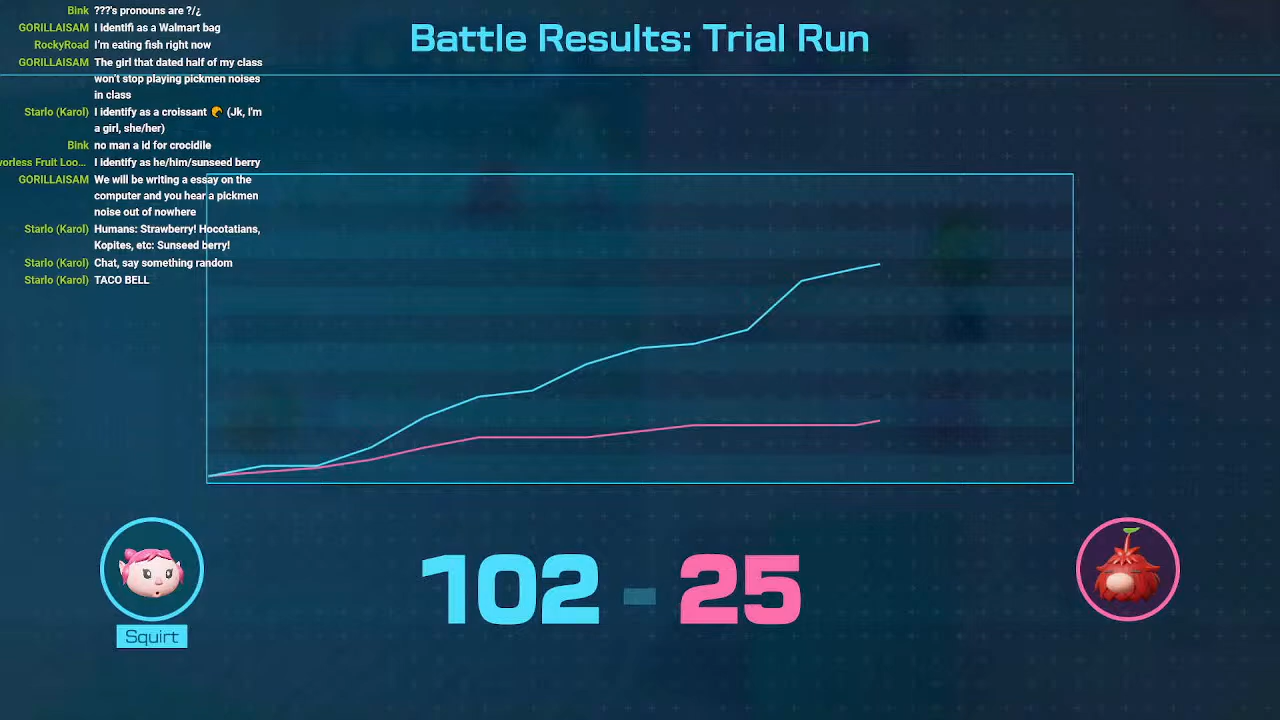 Bink ???'s pronouns are ?/¿
GORILLAISAM I identifi as a Walmart bag
RockyRoad I'm eating fish right now
GORILLAISAM The girl that dated half of my class
won't stop playing pickmen noises
in class
Starlo (Karol) I identify as a croissant 🥐 (Jk, I'm
a girl, she/her)
Bink no man a id for crocidile
vorless Fruit Loo... I identify as he/him/sunseed berry
GORILLAISAM We will be writing a essay on the
computer and you hear a pickmen
noise out of nowhere
Starlo (Karol) Humans: Strawberry! Hocotatians,
Kopites, etc: Sunseed berry!
Starlo (Karol) Chat, say something random
Starlo (Karol) TACO BELL
Battle Results: Trial Run
102 - 25
Squirt